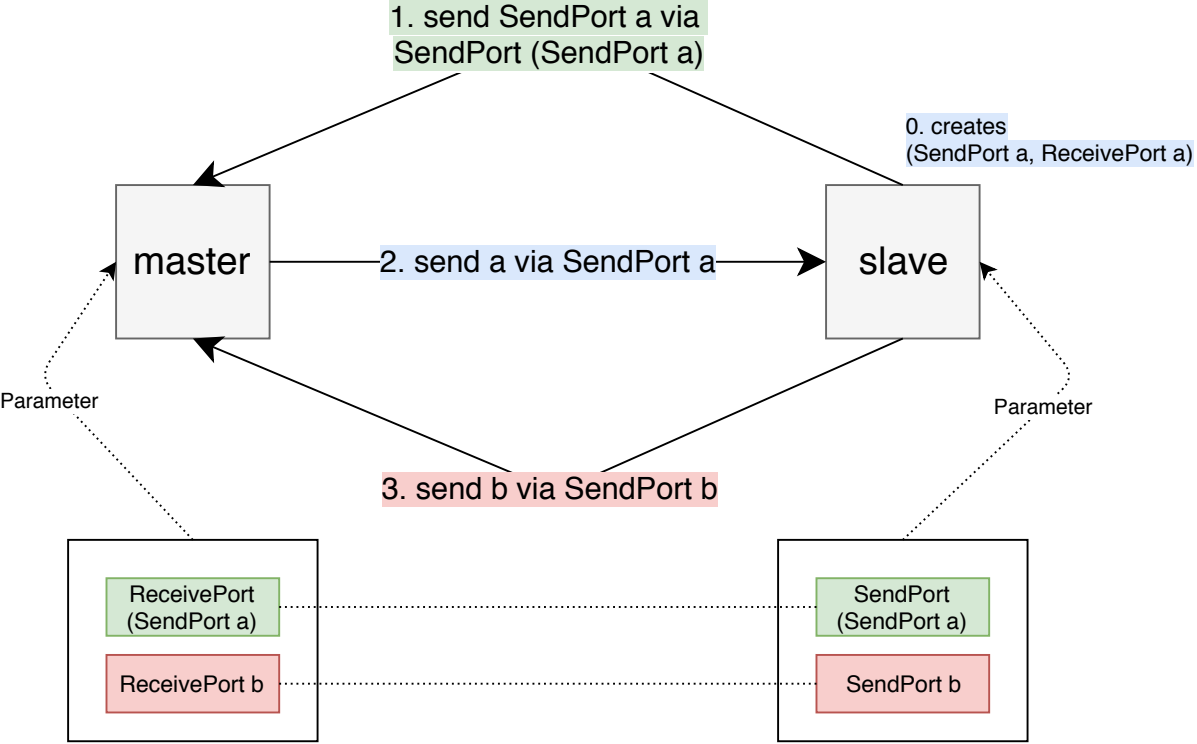 1. send SendPort a via
SendPort (SendPort a)
0. creates
(SendPort a, ReceivePort a)
master
2. send a via SendPort a
slave
Parameter
Parameter
3. send b via SendPort b
ReceivePort
(SendPort a)
SendPort
(SendPort a)
ReceivePort b
SendPort b